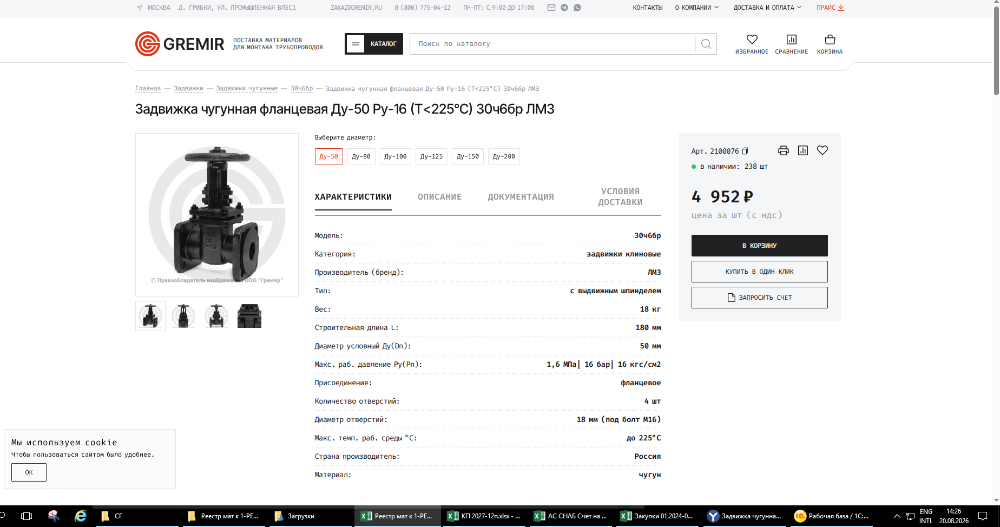 МОСКВА Д. ГРИБКИ, УЛ. ПРОМЫШЛЕННАЯ ВЛ5С1 ZAKAZ@GREMIR.RU 8 (800) 775-04-12 ПН-ПТ: С 9:00 ДО 17:00 КОНТАКТЫ О КОМПАНИИ ДОСТАВКА И ОПЛАТА ПРАЙС
GREMIR
ПОСТАВКА МАТЕРИАЛОВ
ДЛЯ МОНТАЖА ТРУБОПРОВОДОВ
КАТАЛОГ
Поиск по каталогу
ИЗБРАННОЕ СРАВНЕНИЕ КОРЗИНА
Главная — Задвижки — Задвижки чугунные — 30ч6бр — Задвижка чугунная фланцевая Ду-50 Ру-16 (Т<225°С) 30ч6бр ЛМЗ
Задвижка чугунная фланцевая Ду-50 Ру-16 (Т<225°С) 30ч6бр ЛМЗ
© Правообладатель изображения ООО "Гремир"
Выберите диаметр:
Ду-50 Ду-80 Ду-100 Ду-125 Ду-150 Ду-200
ХАРАКТЕРИСТИКИ ОПИСАНИЕ ДОКУМЕНТАЦИЯ УСЛОВИЯ
ДОСТАВКИ
Модель: 30ч6бр
Категория: задвижки клиновые
Производитель (бренд): ЛМЗ
Тип: с выдвижным шпинделем
Вес: 18 кг
Строительная длина L: 180 мм
Диаметр условный Ду(Dn): 50 мм
Макс. раб. давление Ру(Pn): 1,6 МПа| 16 бар| 16 кгс/см2
Присоединение: фланцевое
Количество отверстий: 4 шт
Диаметр отверстий: 18 мм (под болт М16)
Макс. темп. раб. среды °С: до 225°С
Страна производитель: Россия
Материал: чугун
Арт. 2100076
в наличии: 238 шт
4 952 ₽
цена за шт (с ндс)
В КОРЗИНУ
КУПИТЬ В ОДИН КЛИК
ЗАПРОСИТЬ СЧЕТ
Мы используем cookie
Чтобы пользоваться сайтом было удобнее.
ОК
СГ Реестр мат к 1-РЕ... Загрузки Реестр мат к 1-РЕ... КП 2027-12п.xlsx - ... АС СНАБ Счет на ... Закупки 01.2024-0... Задвижка чугунна... Рабочая база / 1С:...
ENG
INTL
14:26
20.08.2026